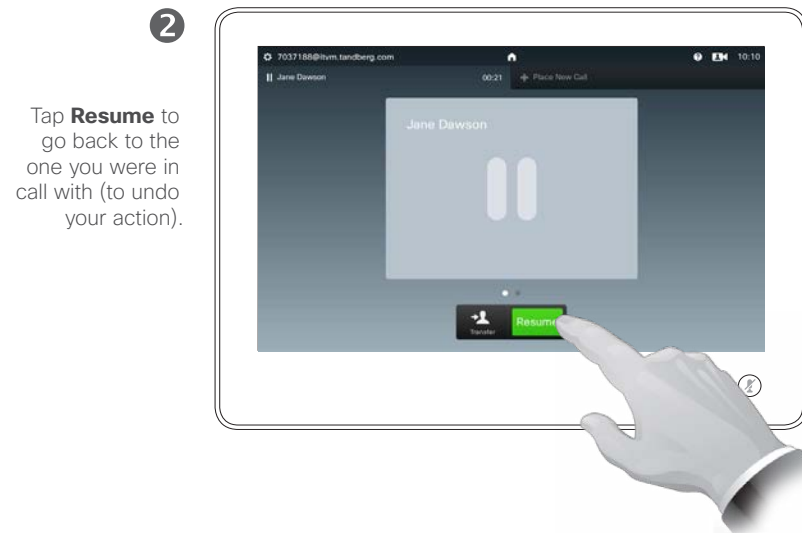 2
Tap Resume to
go back to the
one you were in
call with (to undo
your action).
7037188@itvm.tandberg.com
? 10:10
Jane Dawson 00:21 + Place New Call
Jane Dawson
Transfer
Resume